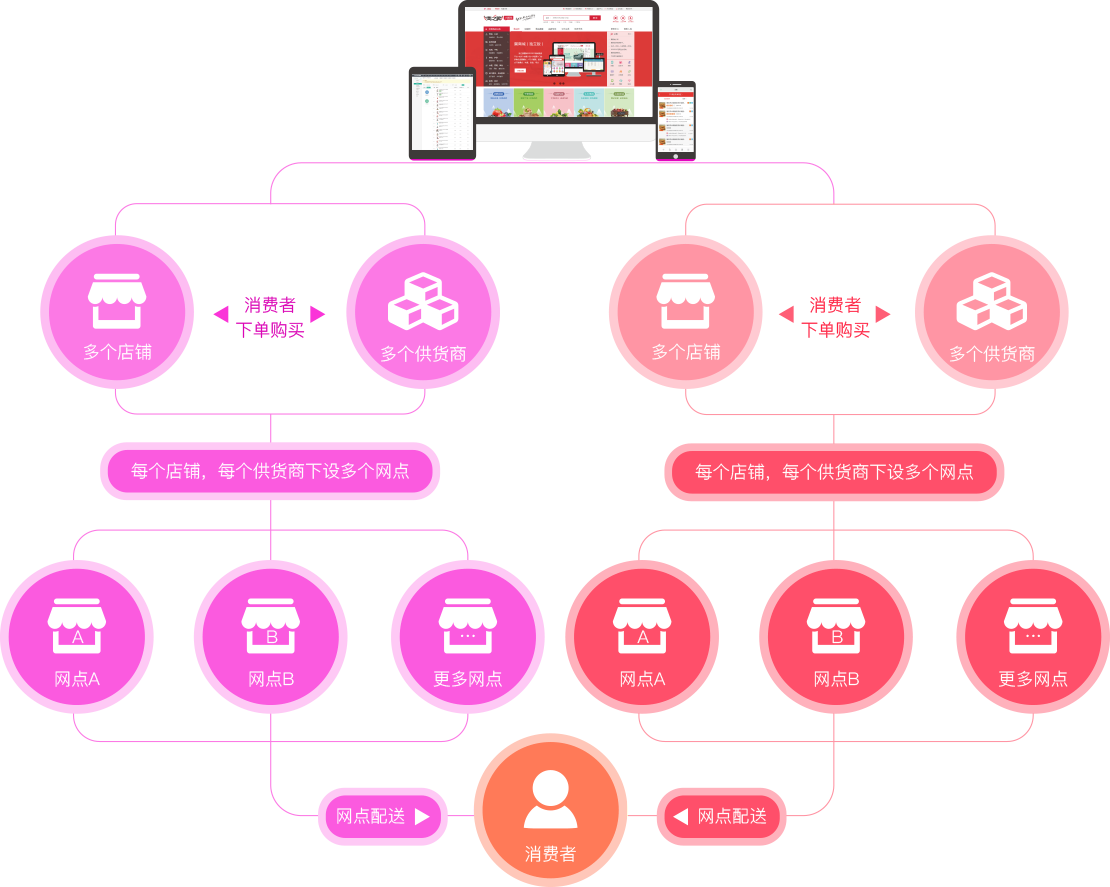 消费者
下单购买
多个店铺
多个供货商
消费者
下单购买
多个店铺
多个供货商
每个店铺，每个供货商下设多个网点
每个店铺，每个供货商下设多个网点
A
B
...
A
B
...
网点A
网点B
更多网点
网点A
网点B
更多网点
网点配送
网点配送
消费者